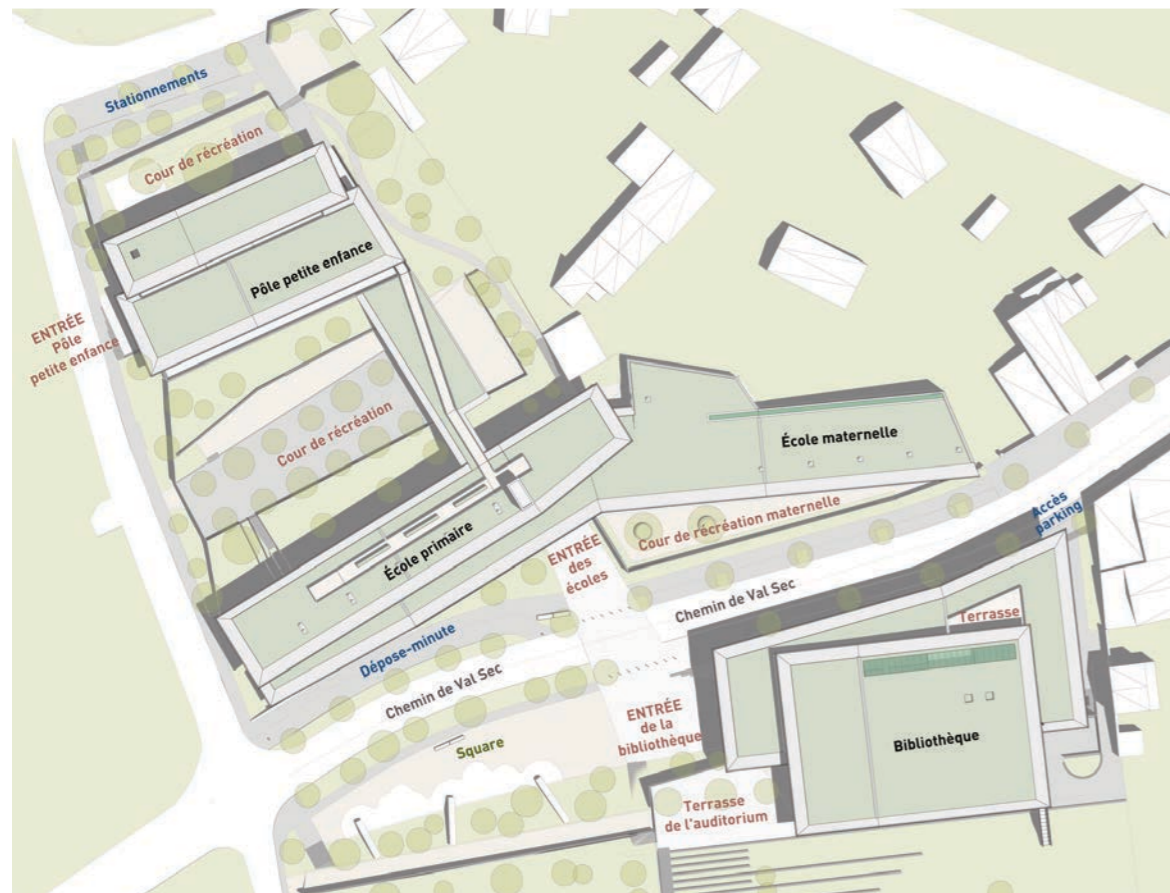 Stationnements
Cour de récréation
Pôle petite enfance
ENTRÉE
Pôle
petite enfance
Cour de récréation
École maternelle
École primaire
Cour de récréation maternelle
Accès
parking
ENTRÉE
des
écoles
Chemin de Val Sec
Terrasse
Dépose-minute
Chemin de Val Sec
ENTRÉE
de la
bibliothèque
Square
Bibliothèque
Terrasse
de l'auditorium